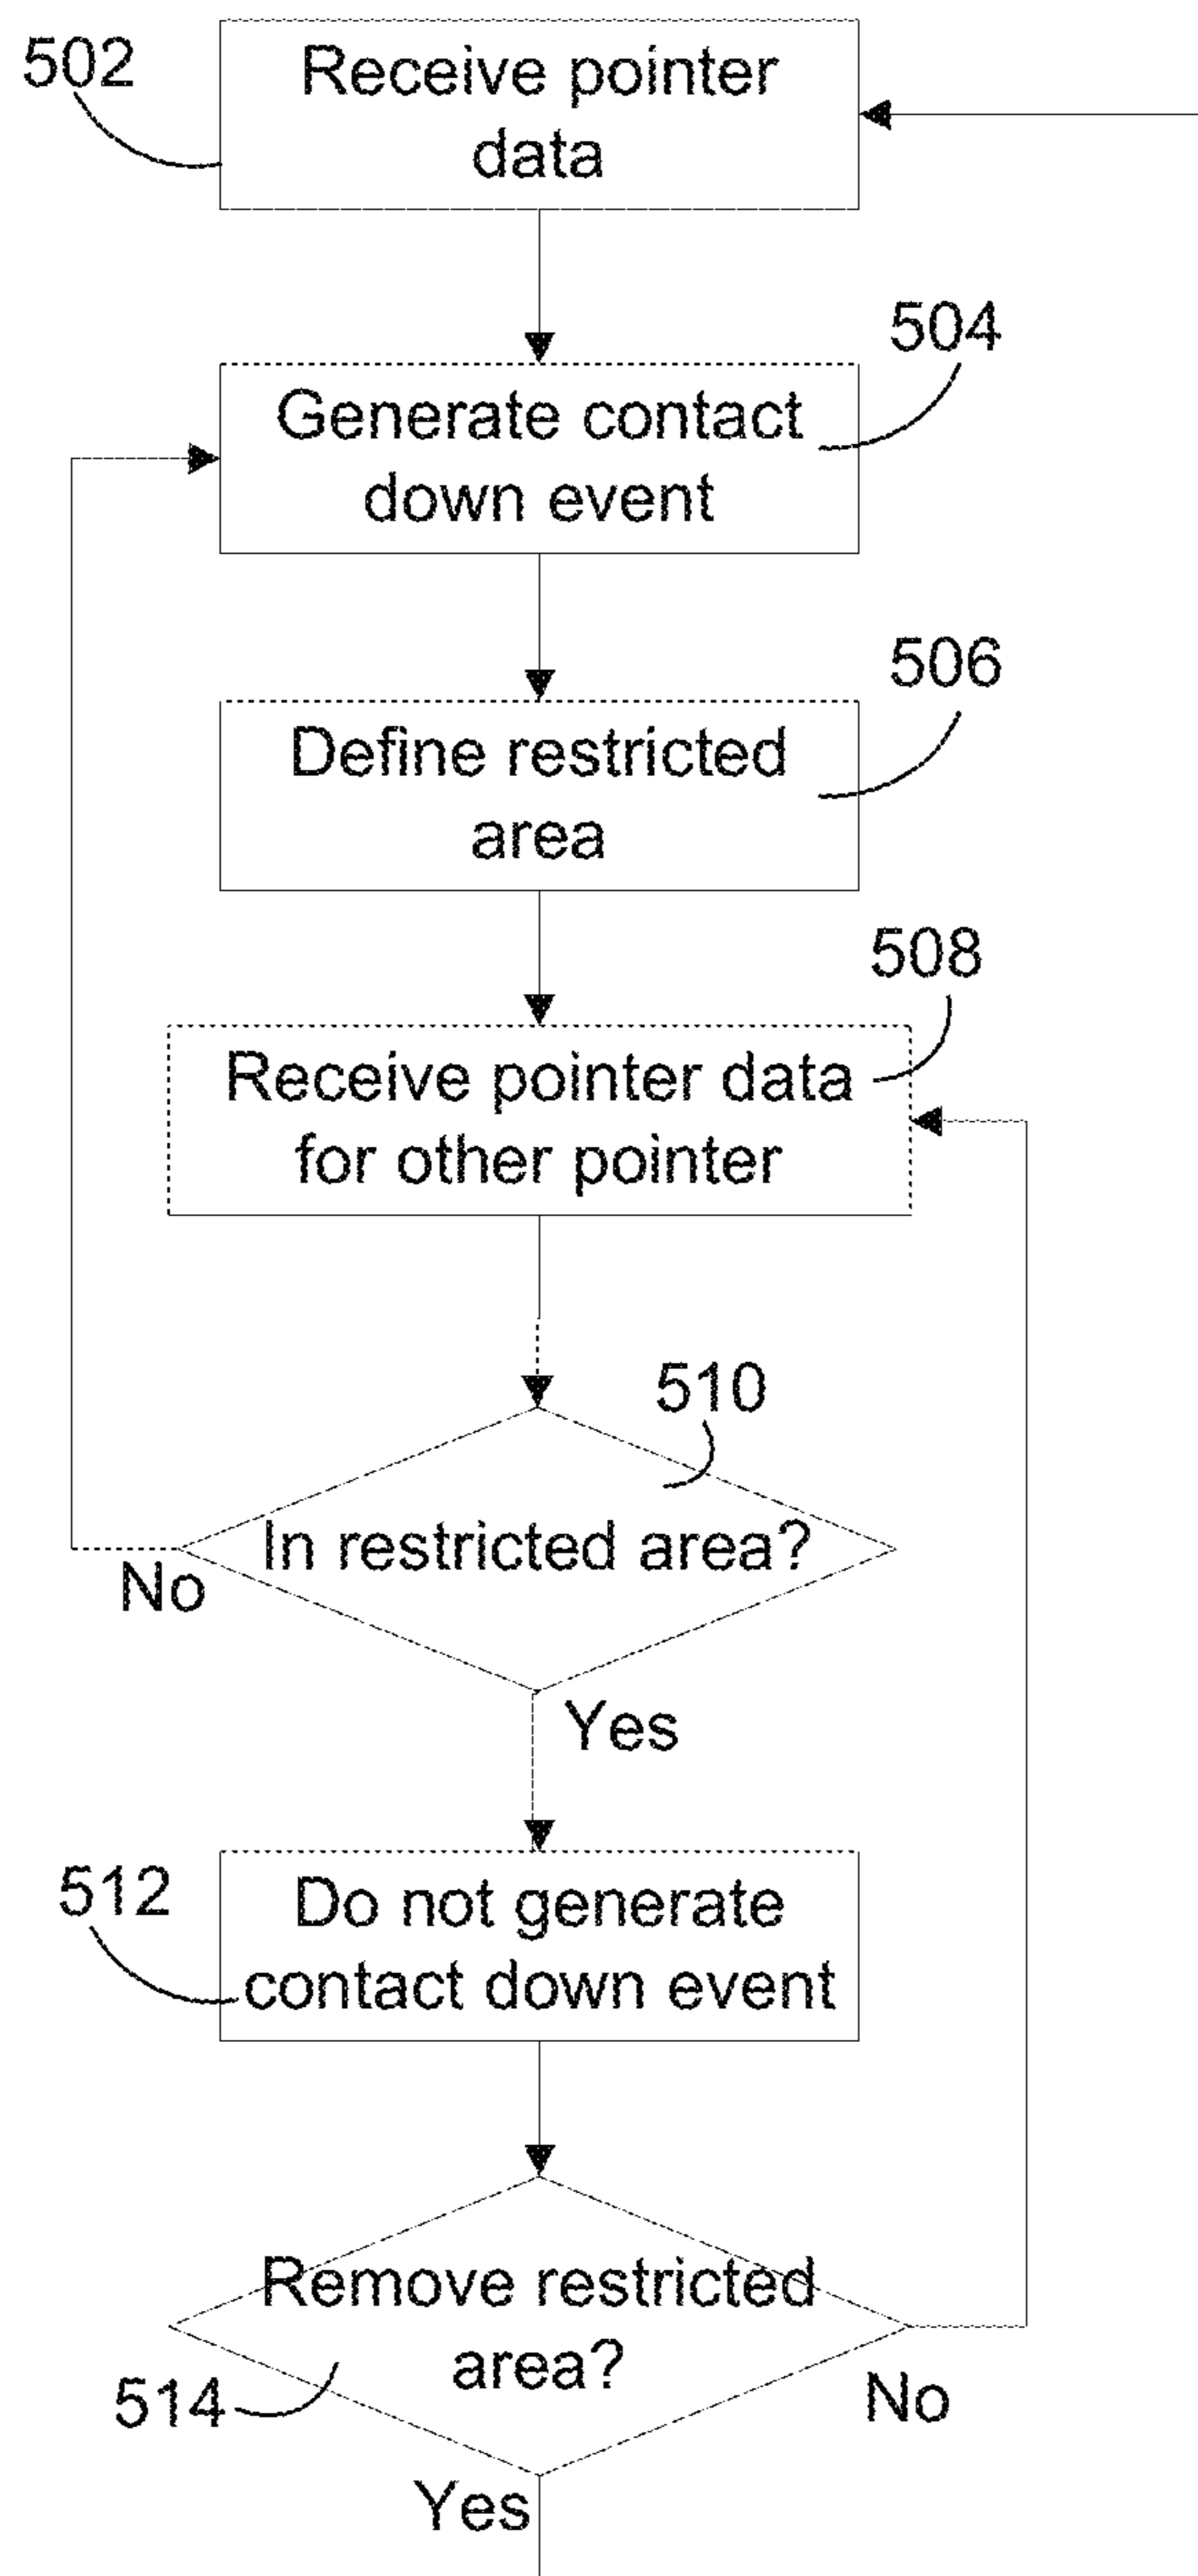 502
Receive pointer
data
504
Generate contact
down event
506
Define restricted
area
508
Receive pointer data
for other pointer
510
In restricted area?
No
Yes
512
Do not generate
contact down event
Remove restricted
area?
514
No
Yes